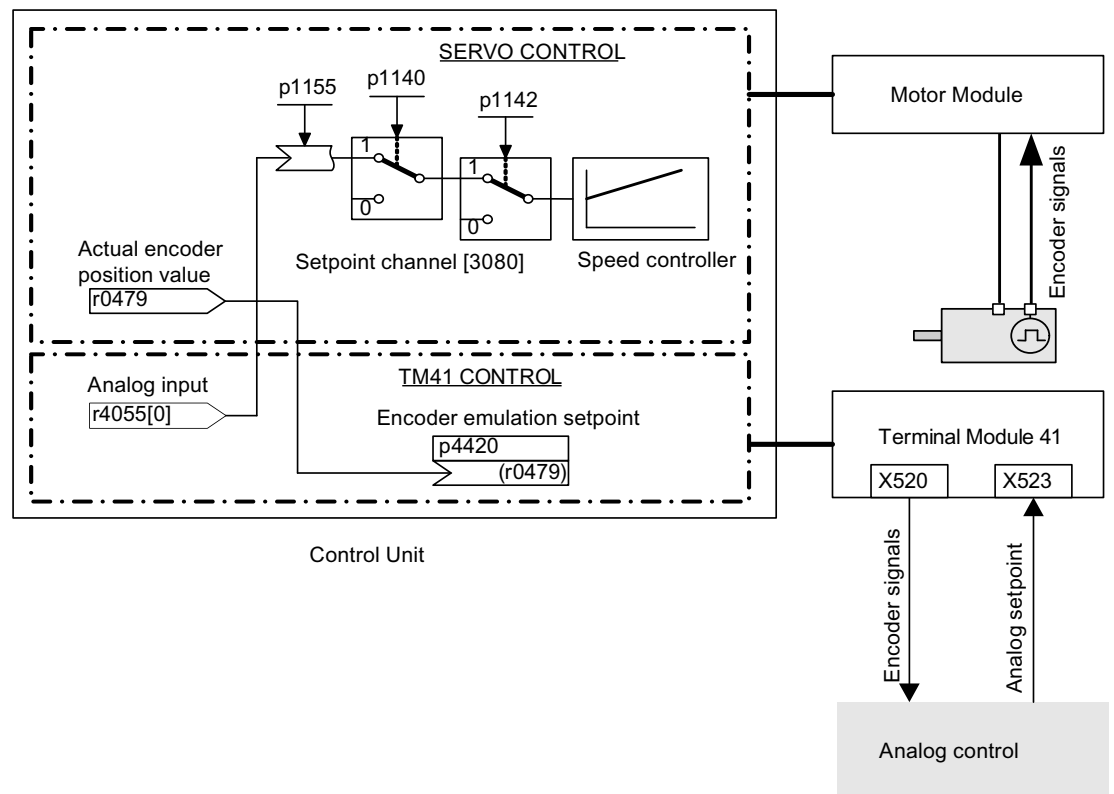 SERVO CONTROL
p1155
p1140
p1142
1
0
1
0
Setpoint channel [3080]
Speed controller
Actual encoder
position value
r0479
TM41 CONTROL
Analog input
r4055[0]
Encoder emulation setpoint
p4420
(r0479)
Control Unit
Motor Module
Encoder signals
Terminal Module 41
X520
X523
Encoder signals
Analog setpoint
Analog control